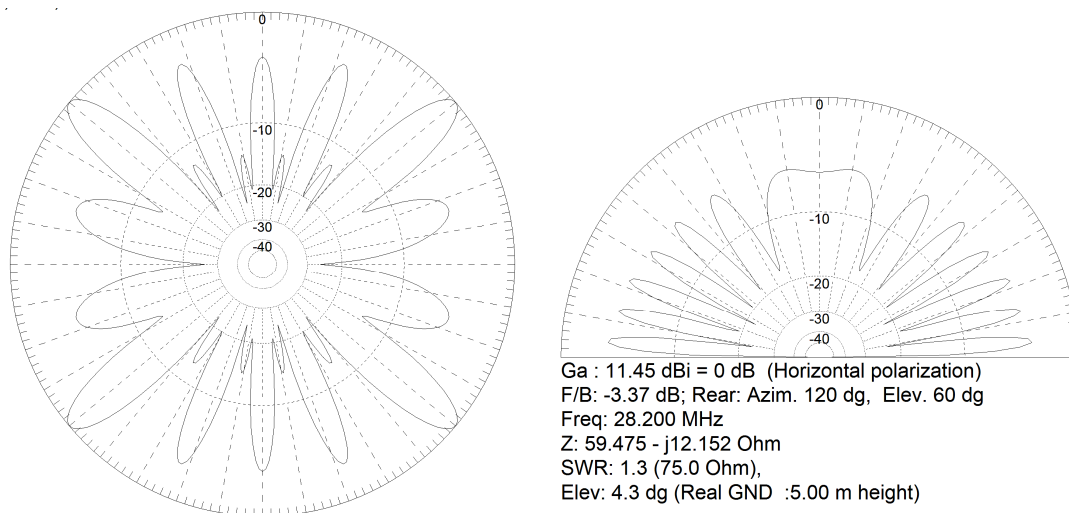 0
-10
-20
-30
-40
0
-10
-20
-30
-40
Ga : 11.45 dBi = 0 dB (Horizontal polarization)
F/B: -3.37 dB; Rear: Azim. 120 dg, Elev. 60 dg
Freq: 28.200 MHz
Z: 59.475 - j12.152 Ohm
SWR: 1.3 (75.0 Ohm),
Elev: 4.3 dg (Real GND :5.00 m height)